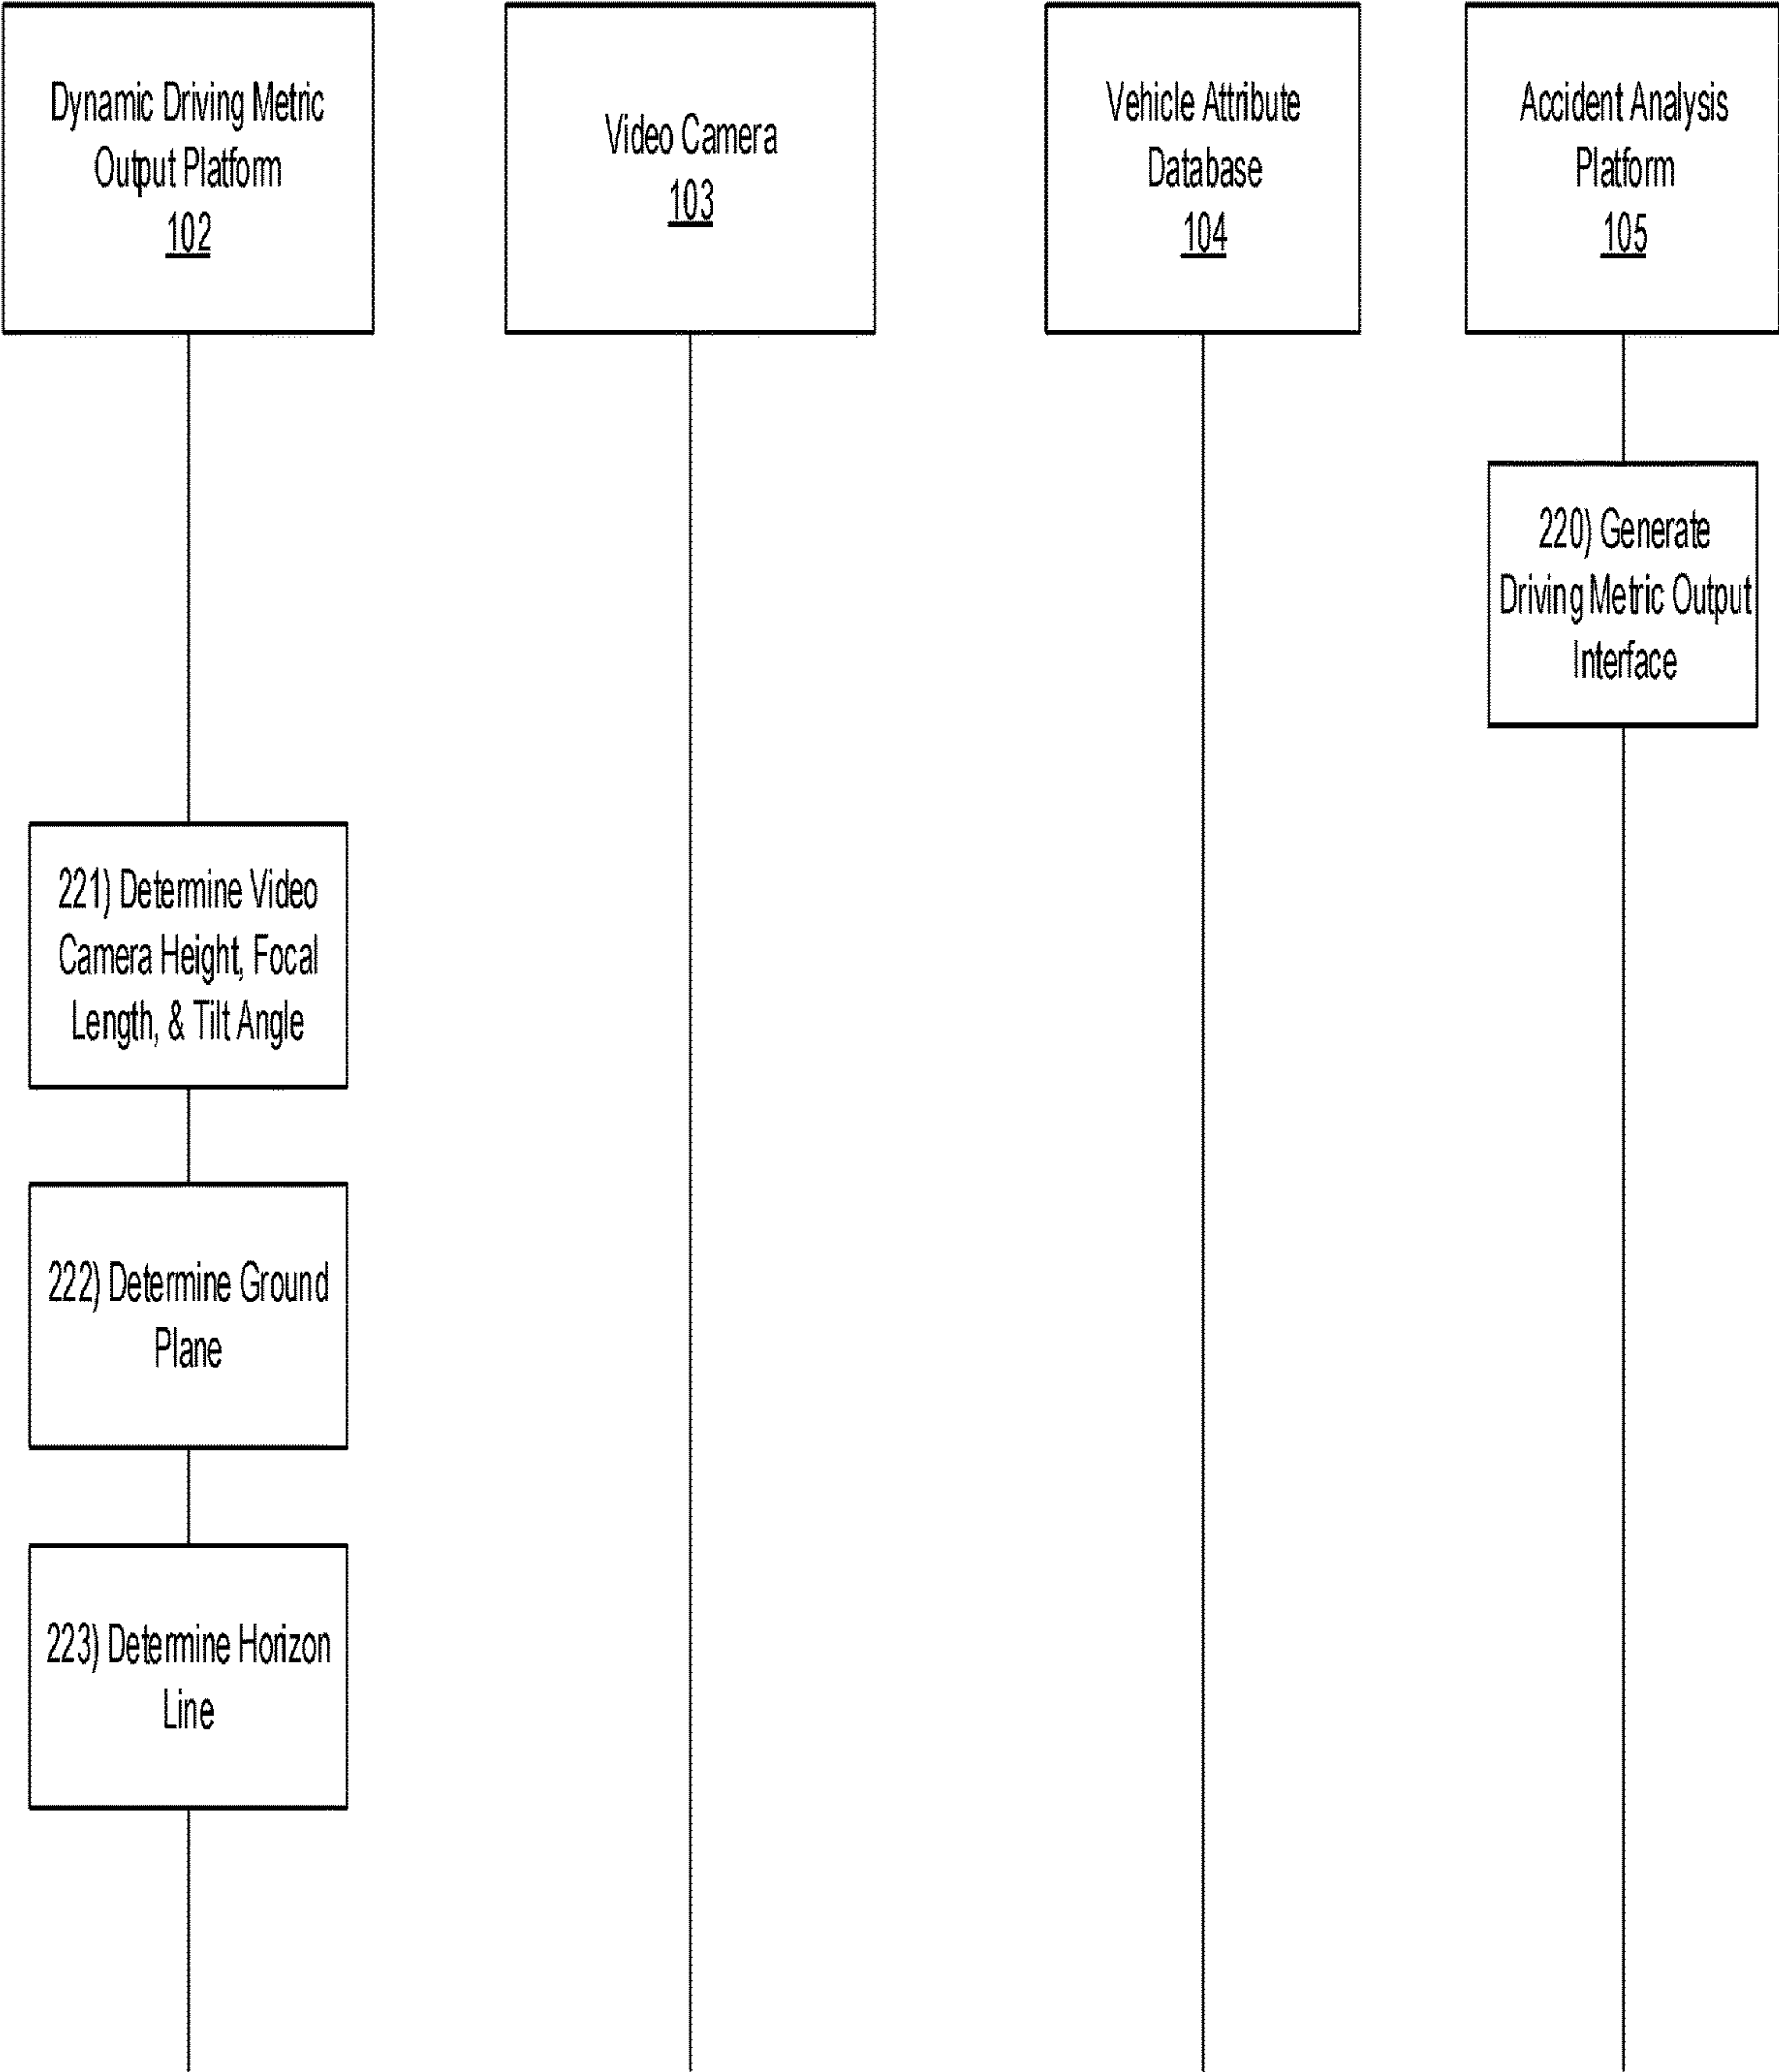 Dynamic Driving Metric
Output Platform
102
Video Camera
103
Vehicle Attribute
Database
104
Accident Analysis
Platform
105
220) Generate
Driving Metric Output
Interface
221) Determine Video
Camera Height, Focal
Length, & Tilt Angle
222) Determine Ground
Plane
223) Determine Horizon
Line